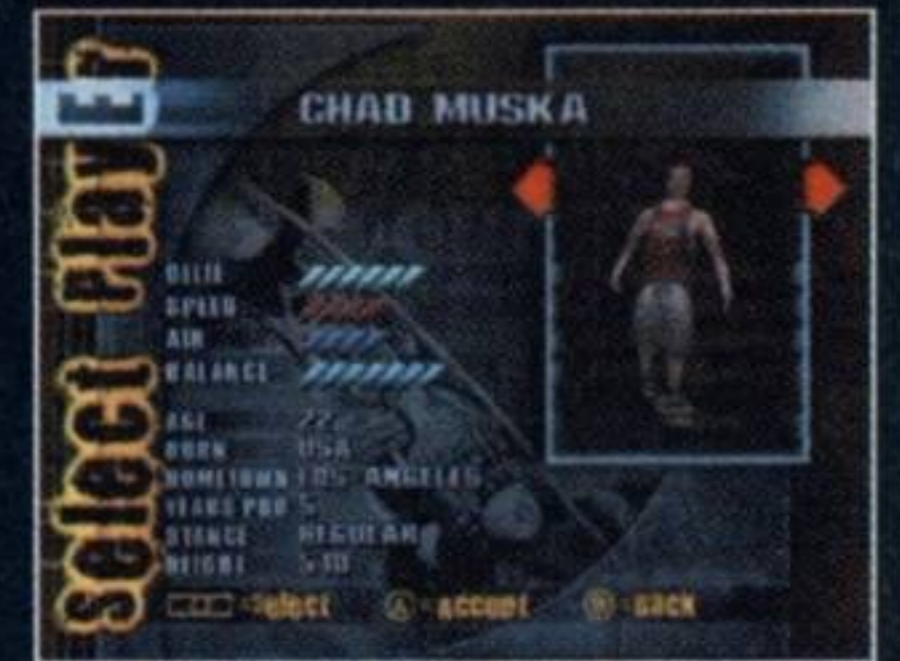 Select Player
CHAD MUSKA
OLLIE
SPEED
AIR
BALANCE
AGE 22
BORN USA
HOMETOWN LOS ANGELES
YEARS PRO 5
STANCE REGULAR
HEIGHT
=Select A=Accept B=Back